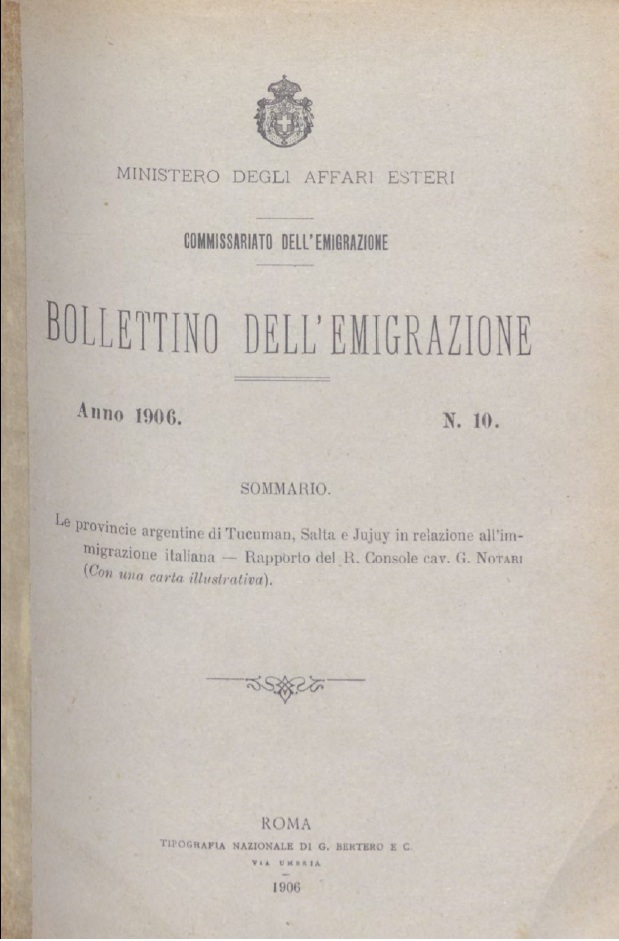 MINISTERO DEGLI AFFARI ESTERI
COMMISSARIATO DELL'EMIGRAZIONE
BOLLETTINO DELL'EMIGRAZIONE
Anno 1906.
N. 10.
SOMMARIO.
Le provincie argentine di Tucuman, Salta e Jujuy in relazione all'im-
migrazione italiana — Rapporto del R. Console cav. G. NOTARI
(Con una carta illustrativa).
ROMA
TIPOGRAFIA NAZIONALE DI G. BERTERO E C.
VIA UMBRIA
1906